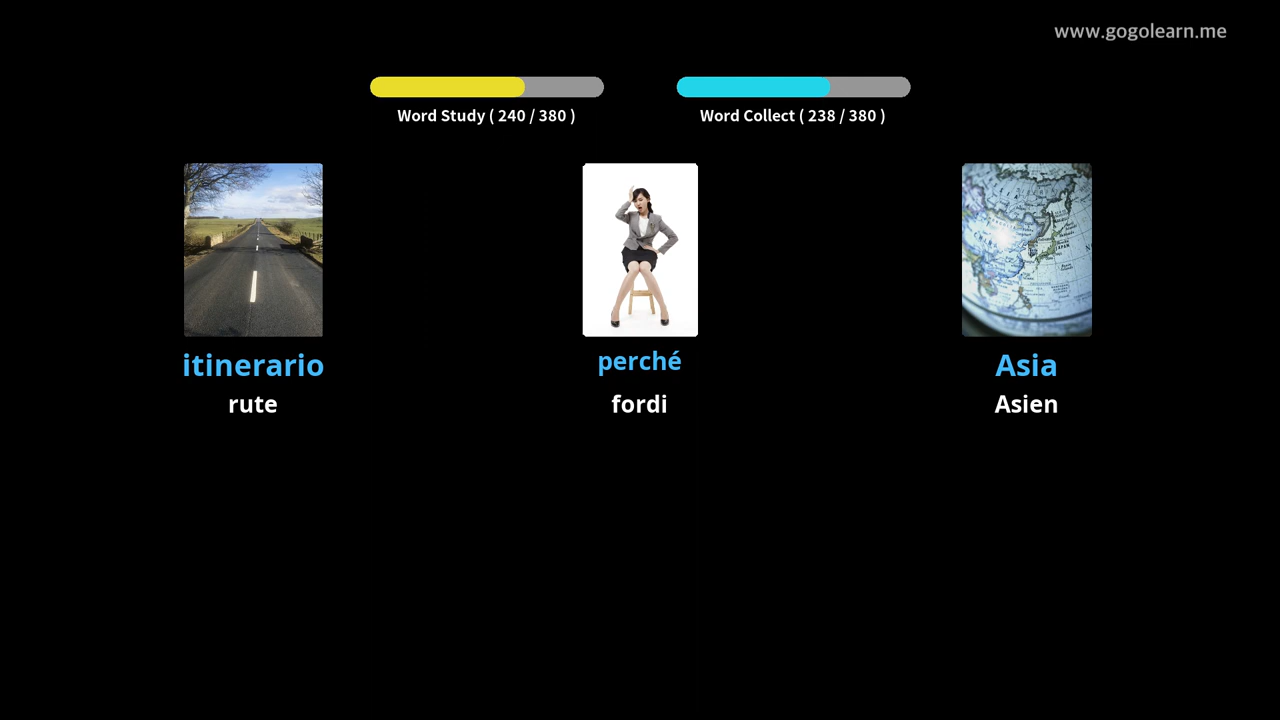 www.gogolearn.me
Word Study ( 240 / 380 )
Word Collect ( 238 / 380 )
itinerario
rute
perché
fordi
Asia
Asien